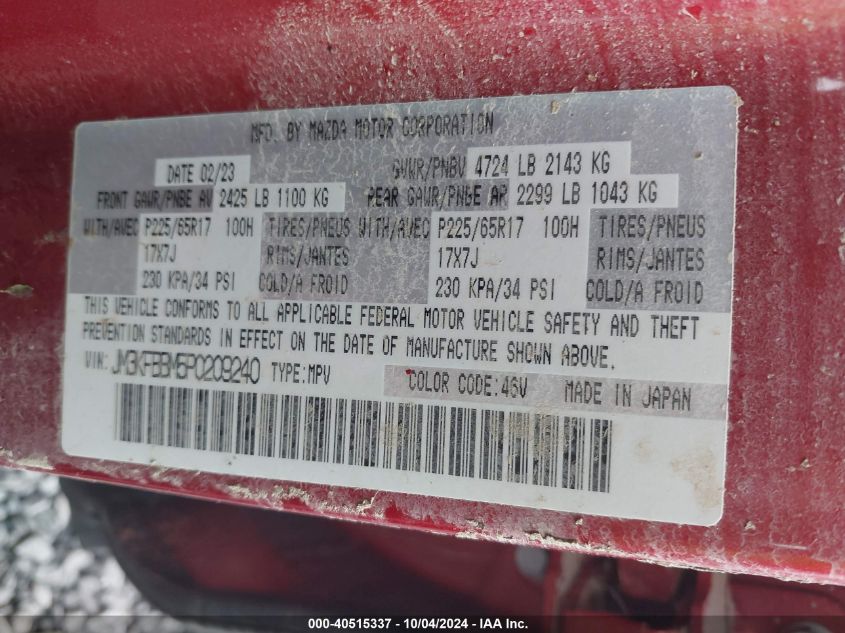 MFD. BY MAZDA MOTOR CORPORATION
DATE 02/23 GVWR/PNBV 4724 LB 2143 KG
FRONT GAWR/PNBE AV 2425 LB 1100 KG REAR GAWR/PNBE AR 2299 LB 1043 KG
WITH/AVEC P225/65R17 100H TIRES/PNEUS WITH/AVEC P225/65R17 100H TIRES/PNEUS
17X7J RIMS/JANTES 17X7J RIMS/JANTES
230 KPA/34 PSI COLD/A FROID 230 KPA/34 PSI COLD/A FROID
THIS VEHICLE CONFORMS TO ALL APPLICABLE FEDERAL MOTOR VEHICLE SAFETY AND THEFT
PREVENTION STANDARDS IN EFFECT ON THE DATE OF MANUFACTURE SHOWN ABOVE.
VIN: JM3KFBBM5P0209240 TYPE:MPV COLOR CODE:46V MADE IN JAPAN
000-40515337 - 10/04/2024 - IAA Inc.